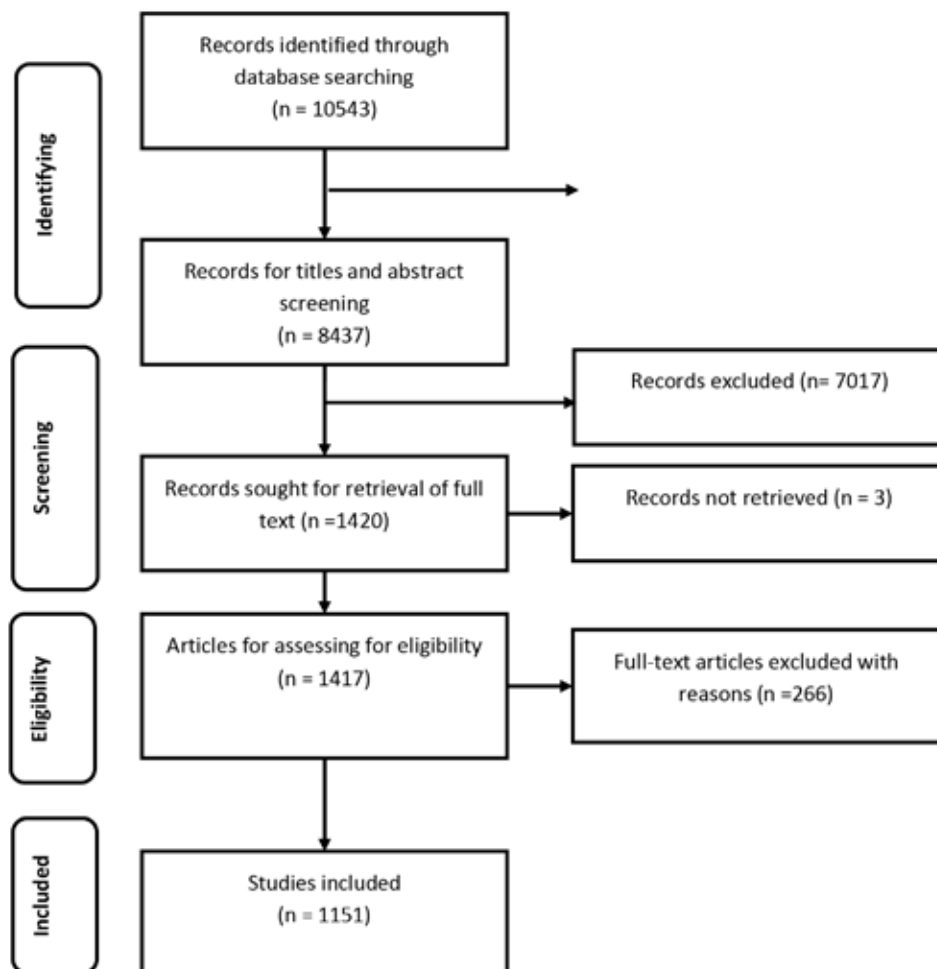 Identifying
Records identified through
database searching
(n = 10543)
Records for titles and abstract
screening
(n = 8437)
Screening
Records excluded (n= 7017)
Records sought for retrieval of full
text (n =1420)
Records not retrieved (n = 3)
Eligibility
Articles for assessing for eligibility
(n = 1417)
Full-text articles excluded with
reasons (n =266)
Included
Studies included
(n = 1151)